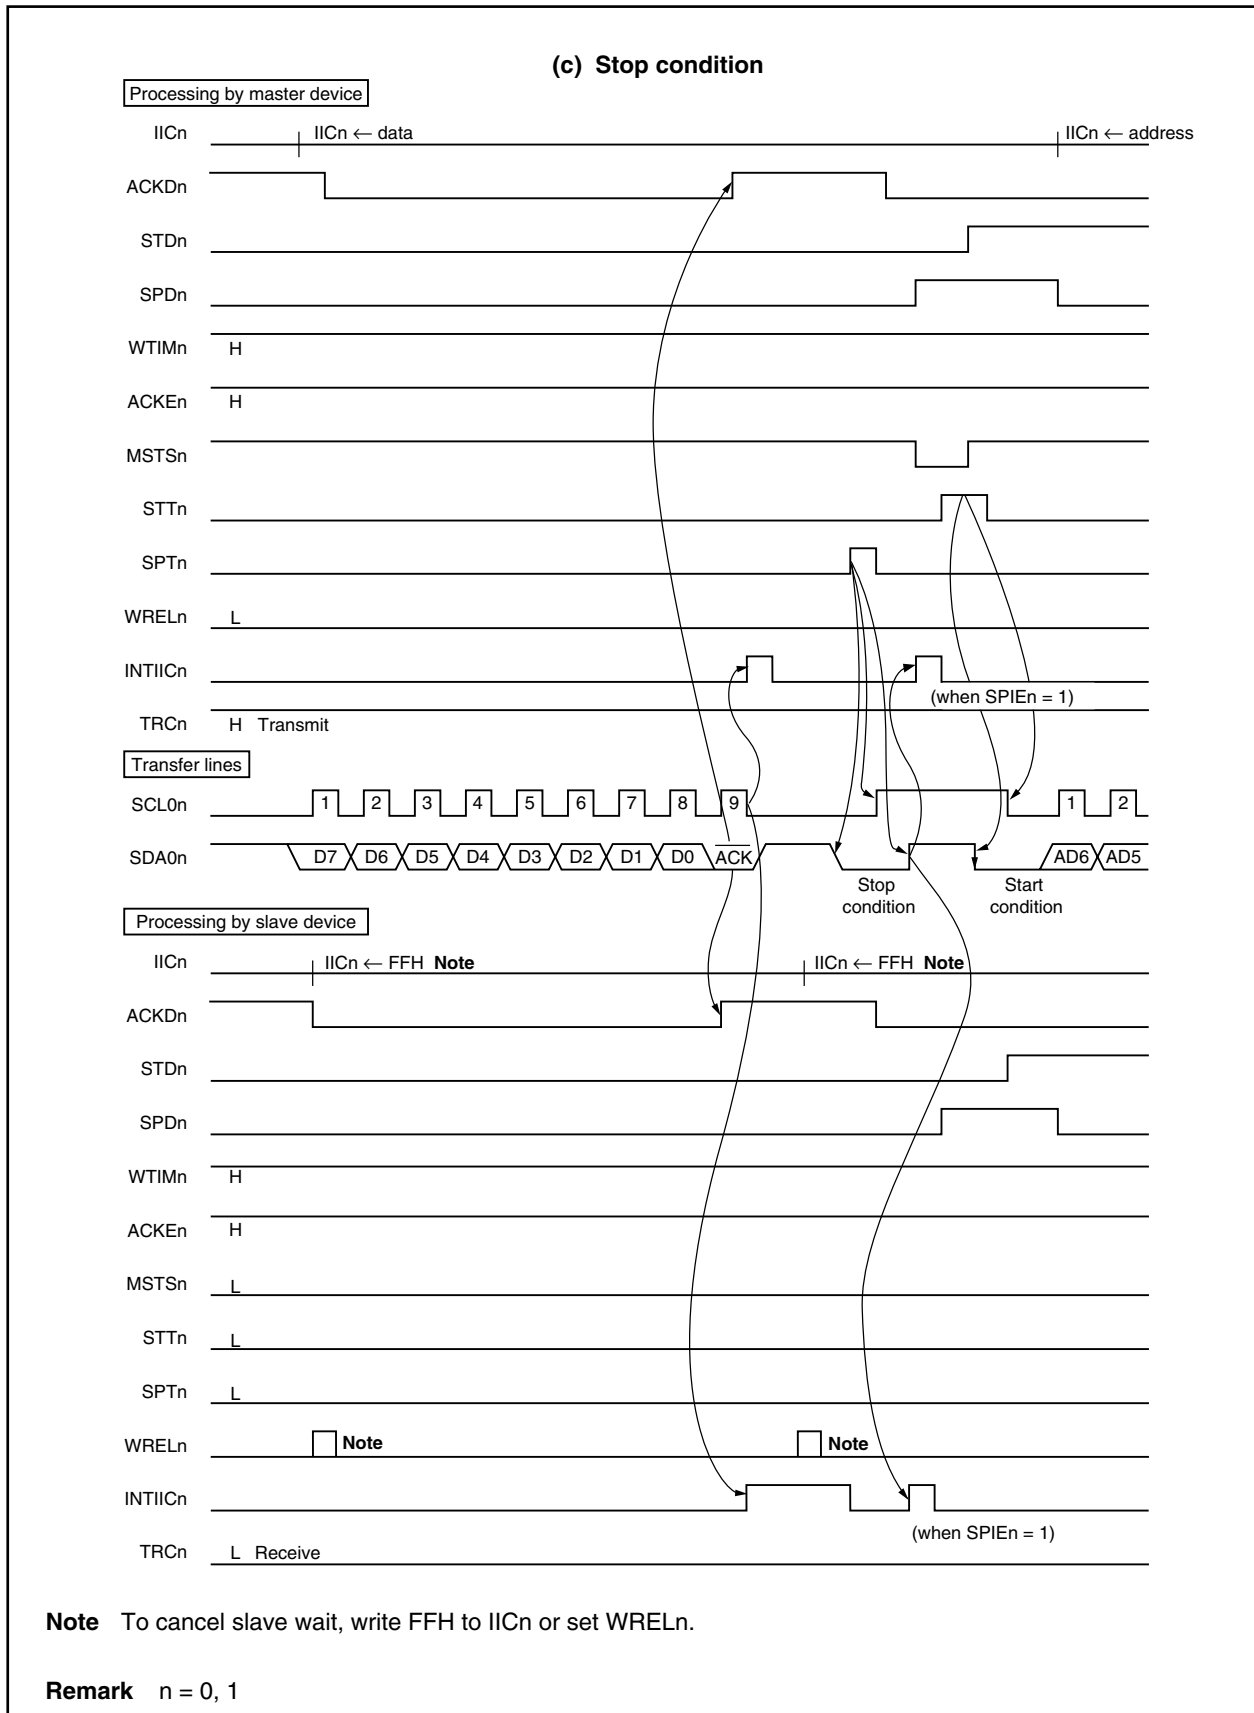 (c) Stop condition
Processing by master device
IICn IICn ← data IICn ← address
ACKDn
STDn
SPDn
WTIMn H
ACKEn H
MSTSn
STTn
SPTn
WRELn L
INTIICn
(when SPIEn = 1)
TRCn H Transmit
Transfer lines
SCL0n 1 2 3 4 5 6 7 8 9 1 2
SDA0n D7 D6 D5 D4 D3 D2 D1 D0 ACK AD6 AD5
Stop condition Start condition
Processing by slave device
IICn IICn ← FFH Note IICn ← FFH Note
ACKDn
STDn
SPDn
WTIMn H
ACKEn H
MSTSn L
STTn L
SPTn L
WRELn Note Note
INTIICn
(when SPIEn = 1)
TRCn L Receive
Note To cancel slave wait, write FFH to IICn or set WRELn.
Remark n = 0, 1